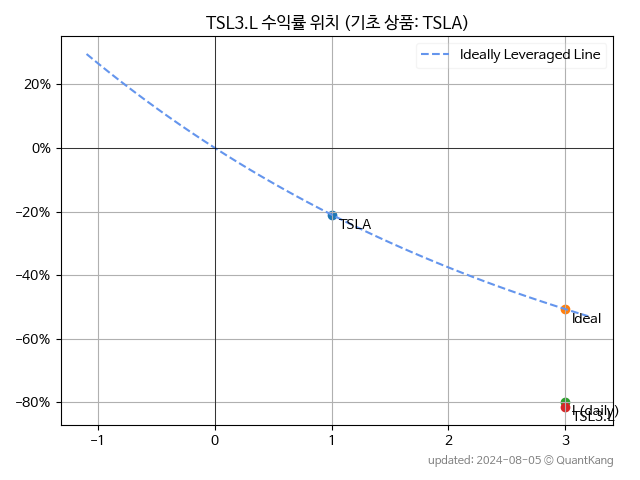 TSL3.L 수익률 위치 (기초 상품: TSLA)
Ideally Leveraged Line
20%
0%
−20%
−40%
−60%
−80%
TSLA
Ideal
(daily)
TSL3.L
−1
0
1
2
3
updated: 2024-08-05 © QuantKang